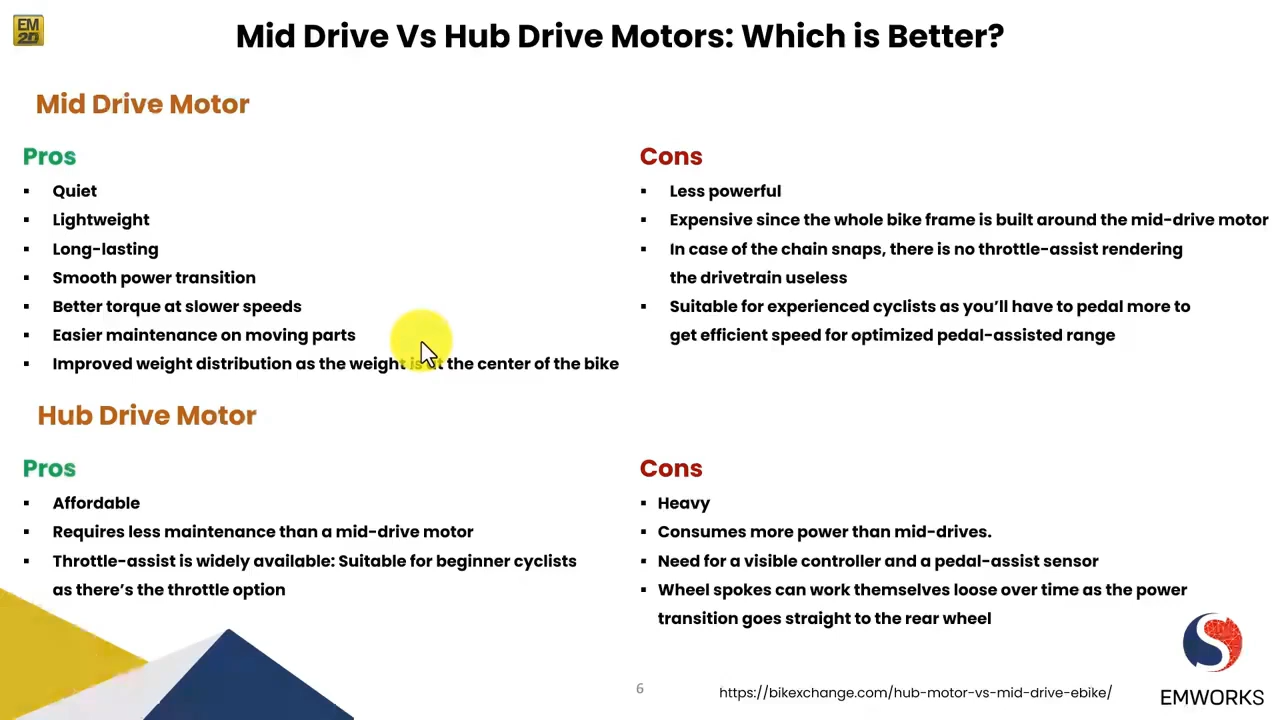 EM
2D
Mid Drive Vs Hub Drive Motors: Which is Better?
Mid Drive Motor
Pros
▪ Quiet
▪ Lightweight
▪ Long-lasting
▪ Smooth power transition
▪ Better torque at slower speeds
▪ Easier maintenance on moving parts
▪ Improved weight distribution as the weight is at the center of the bike
Cons
▪ Less powerful
▪ Expensive since the whole bike frame is built around the mid-drive motor
▪ In case of the chain snaps, there is no throttle-assist rendering
the drivetrain useless
▪ Suitable for experienced cyclists as you’ll have to pedal more to
get efficient speed for optimized pedal-assisted range
Hub Drive Motor
Pros
▪ Affordable
▪ Requires less maintenance than a mid-drive motor
▪ Throttle-assist is widely available: Suitable for beginner cyclists
as there’s the throttle option
Cons
▪ Heavy
▪ Consumes more power than mid-drives.
▪ Need for a visible controller and a pedal-assist sensor
▪ Wheel spokes can work themselves loose over time as the power
transition goes straight to the rear wheel
6
https://bikexchange.com/hub-motor-vs-mid-drive-ebike/
EMWORKS